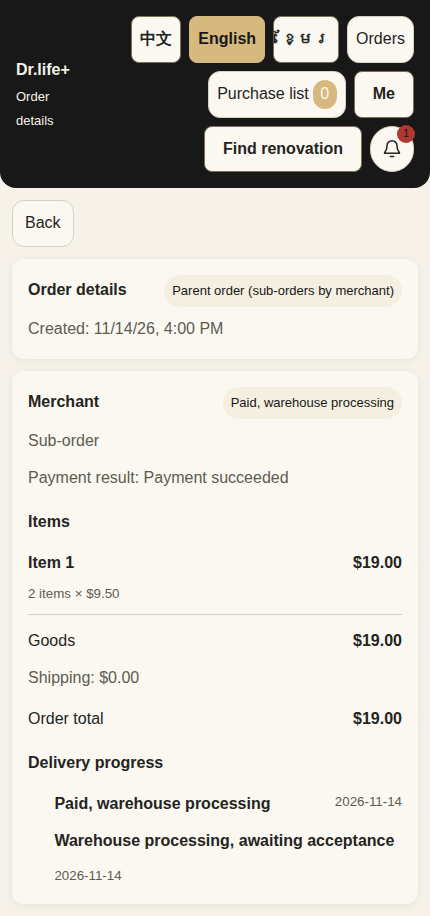 中文
English
ខ្មែរ
Orders
Dr.life+
Order details
Purchase list 0
Me
Find renovation
1
Back
Order details
Parent order (sub-orders by merchant)
Created: 11/14/26, 4:00 PM
Merchant
Paid, warehouse processing
Sub-order
Payment result: Payment succeeded
Items
Item 1 $19.00
2 items × $9.50
Goods $19.00
Shipping: $0.00
Order total $19.00
Delivery progress
Paid, warehouse processing 2026-11-14
Warehouse processing, awaiting acceptance
2026-11-14